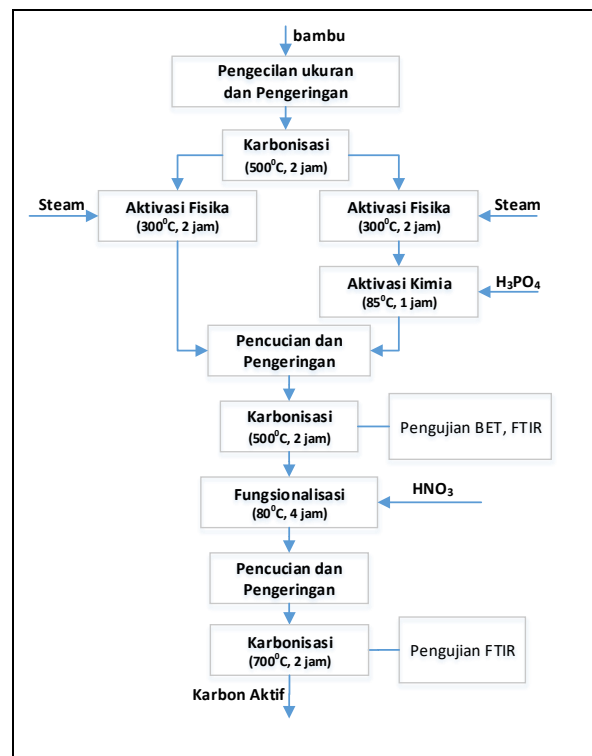 bambu
Pengecilan ukuran
dan Pengeringan
Karbonisasi
(500⁰C, 2 jam)
Steam
Aktivasi Fisika
(300⁰C, 2 jam)
Aktivasi Fisika
(300⁰C, 2 jam)
Steam
Aktivasi Kimia
(85⁰C, 1 jam)
H₃PO₄
Pencucian dan
Pengeringan
Karbonisasi
(500⁰C, 2 jam)
Pengujian BET, FTIR
Fungsionalisasi
(80⁰C, 4 jam)
HNO₃
Pencucian dan
Pengeringan
Karbonisasi
(700⁰C, 2 jam)
Pengujian FTIR
Karbon Aktif